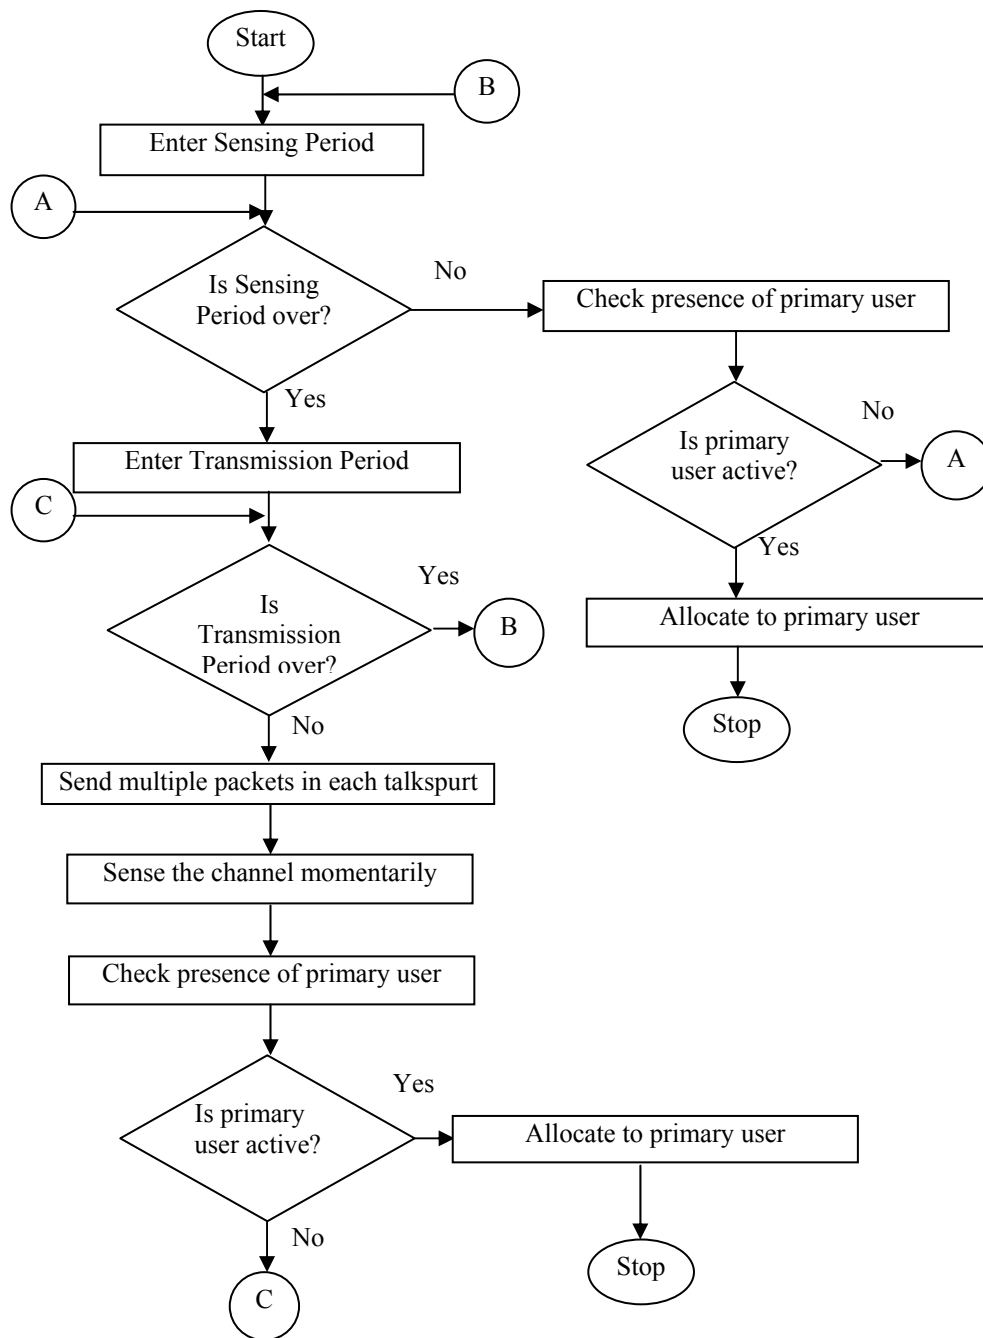 Start
B
Enter Sensing Period
A
Is Sensing
Period over?
No
Check presence of primary user
Yes
No
Is primary
user active?
A
Enter Transmission Period
C
Yes
Yes
Is
Transmission
Period over?
B
Allocate to primary user
No
Stop
Send multiple packets in each talkspurt
Sense the channel momentarily
Check presence of primary user
Yes
Is primary
user active?
Allocate to primary user
No
Stop
C